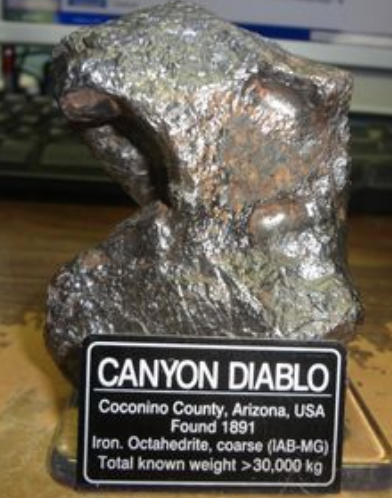 CANYON DIABLO
Coconino County, Arizona, USA
Found 1891
Iron. Octahedrite, coarse (IAB-MG)
Total known weight >30,000 kg